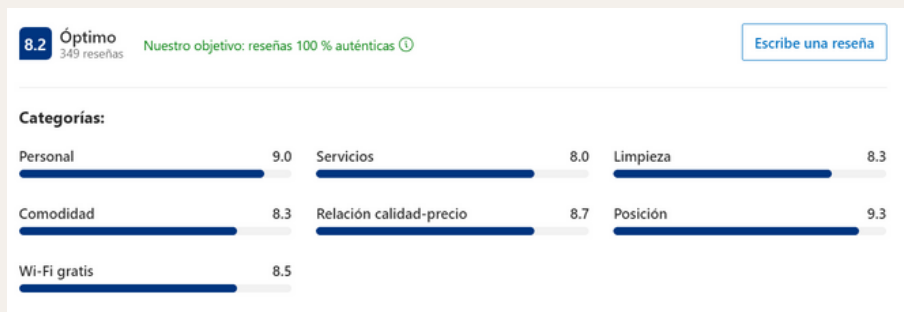 8.2 Óptimo
349 reseñas
Nuestro objetivo: reseñas 100 % auténticas
Escribe una reseña
Categorías:
Personal 9.0
Servicios 8.0
Limpieza 8.3
Comodidad 8.3
Relación calidad-precio 8.7
Posición 9.3
Wi-Fi gratis 8.5